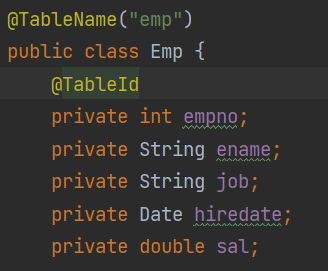 @TableName("emp")
public class Emp {
@TableId
private int empno;
private String ename;
private String job;
private Date hiredate;
private double sal;